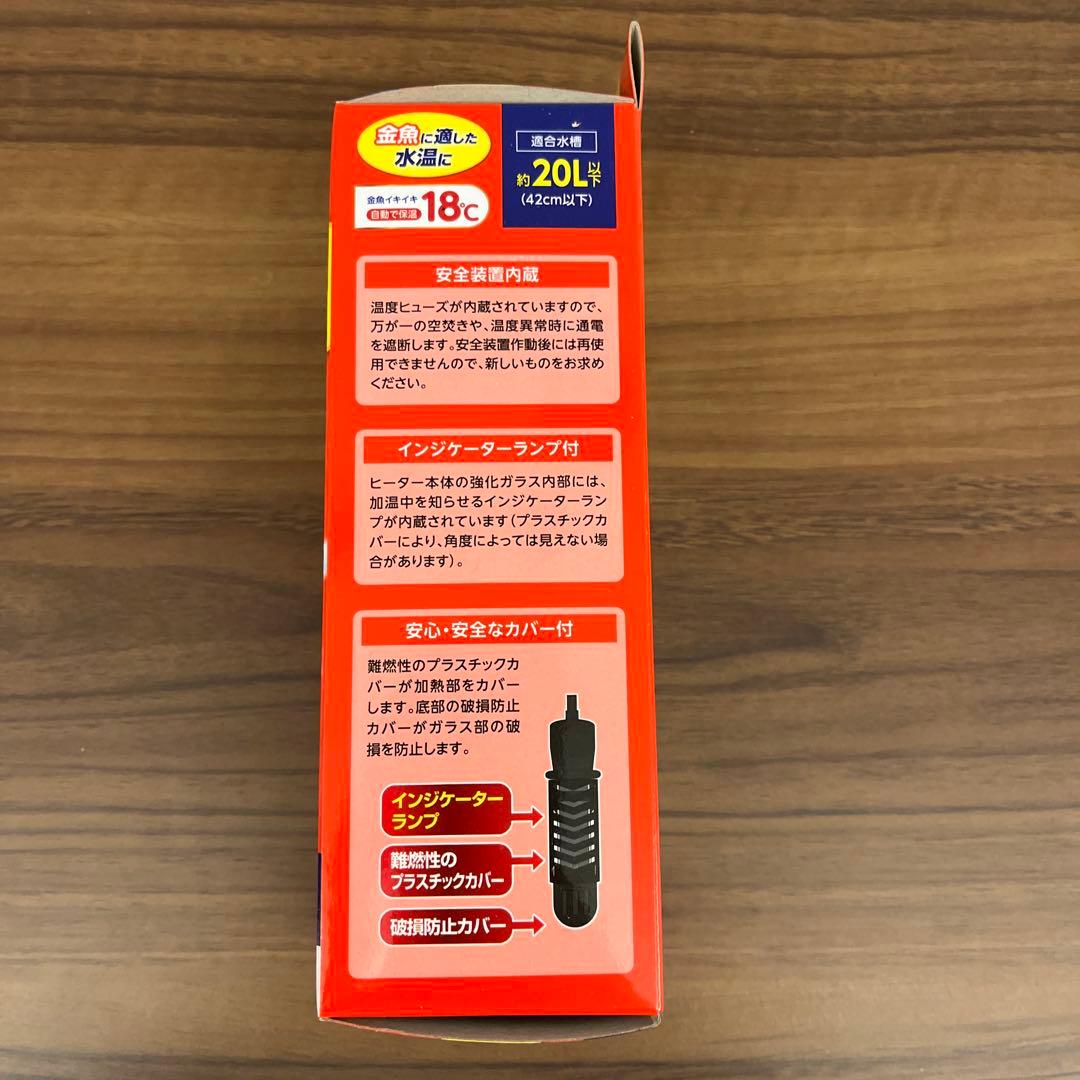 金魚に適した
水温に
金魚イキイキ
自動で保温
18℃
適合水槽
約20L以下
(42cm以下)
安全装置内蔵
温度ヒューズが内蔵されていますので、
万が一の空焚きや、温度異常時に通電
を遮断します。安全装置作動後には再使
用できませんので、新しいものをお求め
ください。
インジケーターランプ付
ヒーター本体の強化ガラス内部には、
加温中を知らせるインジケーターラン
プが内蔵されています(プラスチックカ
バーにより、角度によっては見えない場
合があります)。
安心・安全なカバー付
難燃性のプラスチックカ
バーが加熱部をカバー
します。底部の破損防止
カバーがガラス部の破
損を防止します。
インジケーター
ランプ
難燃性の
プラスチックカバー
破損防止カバー